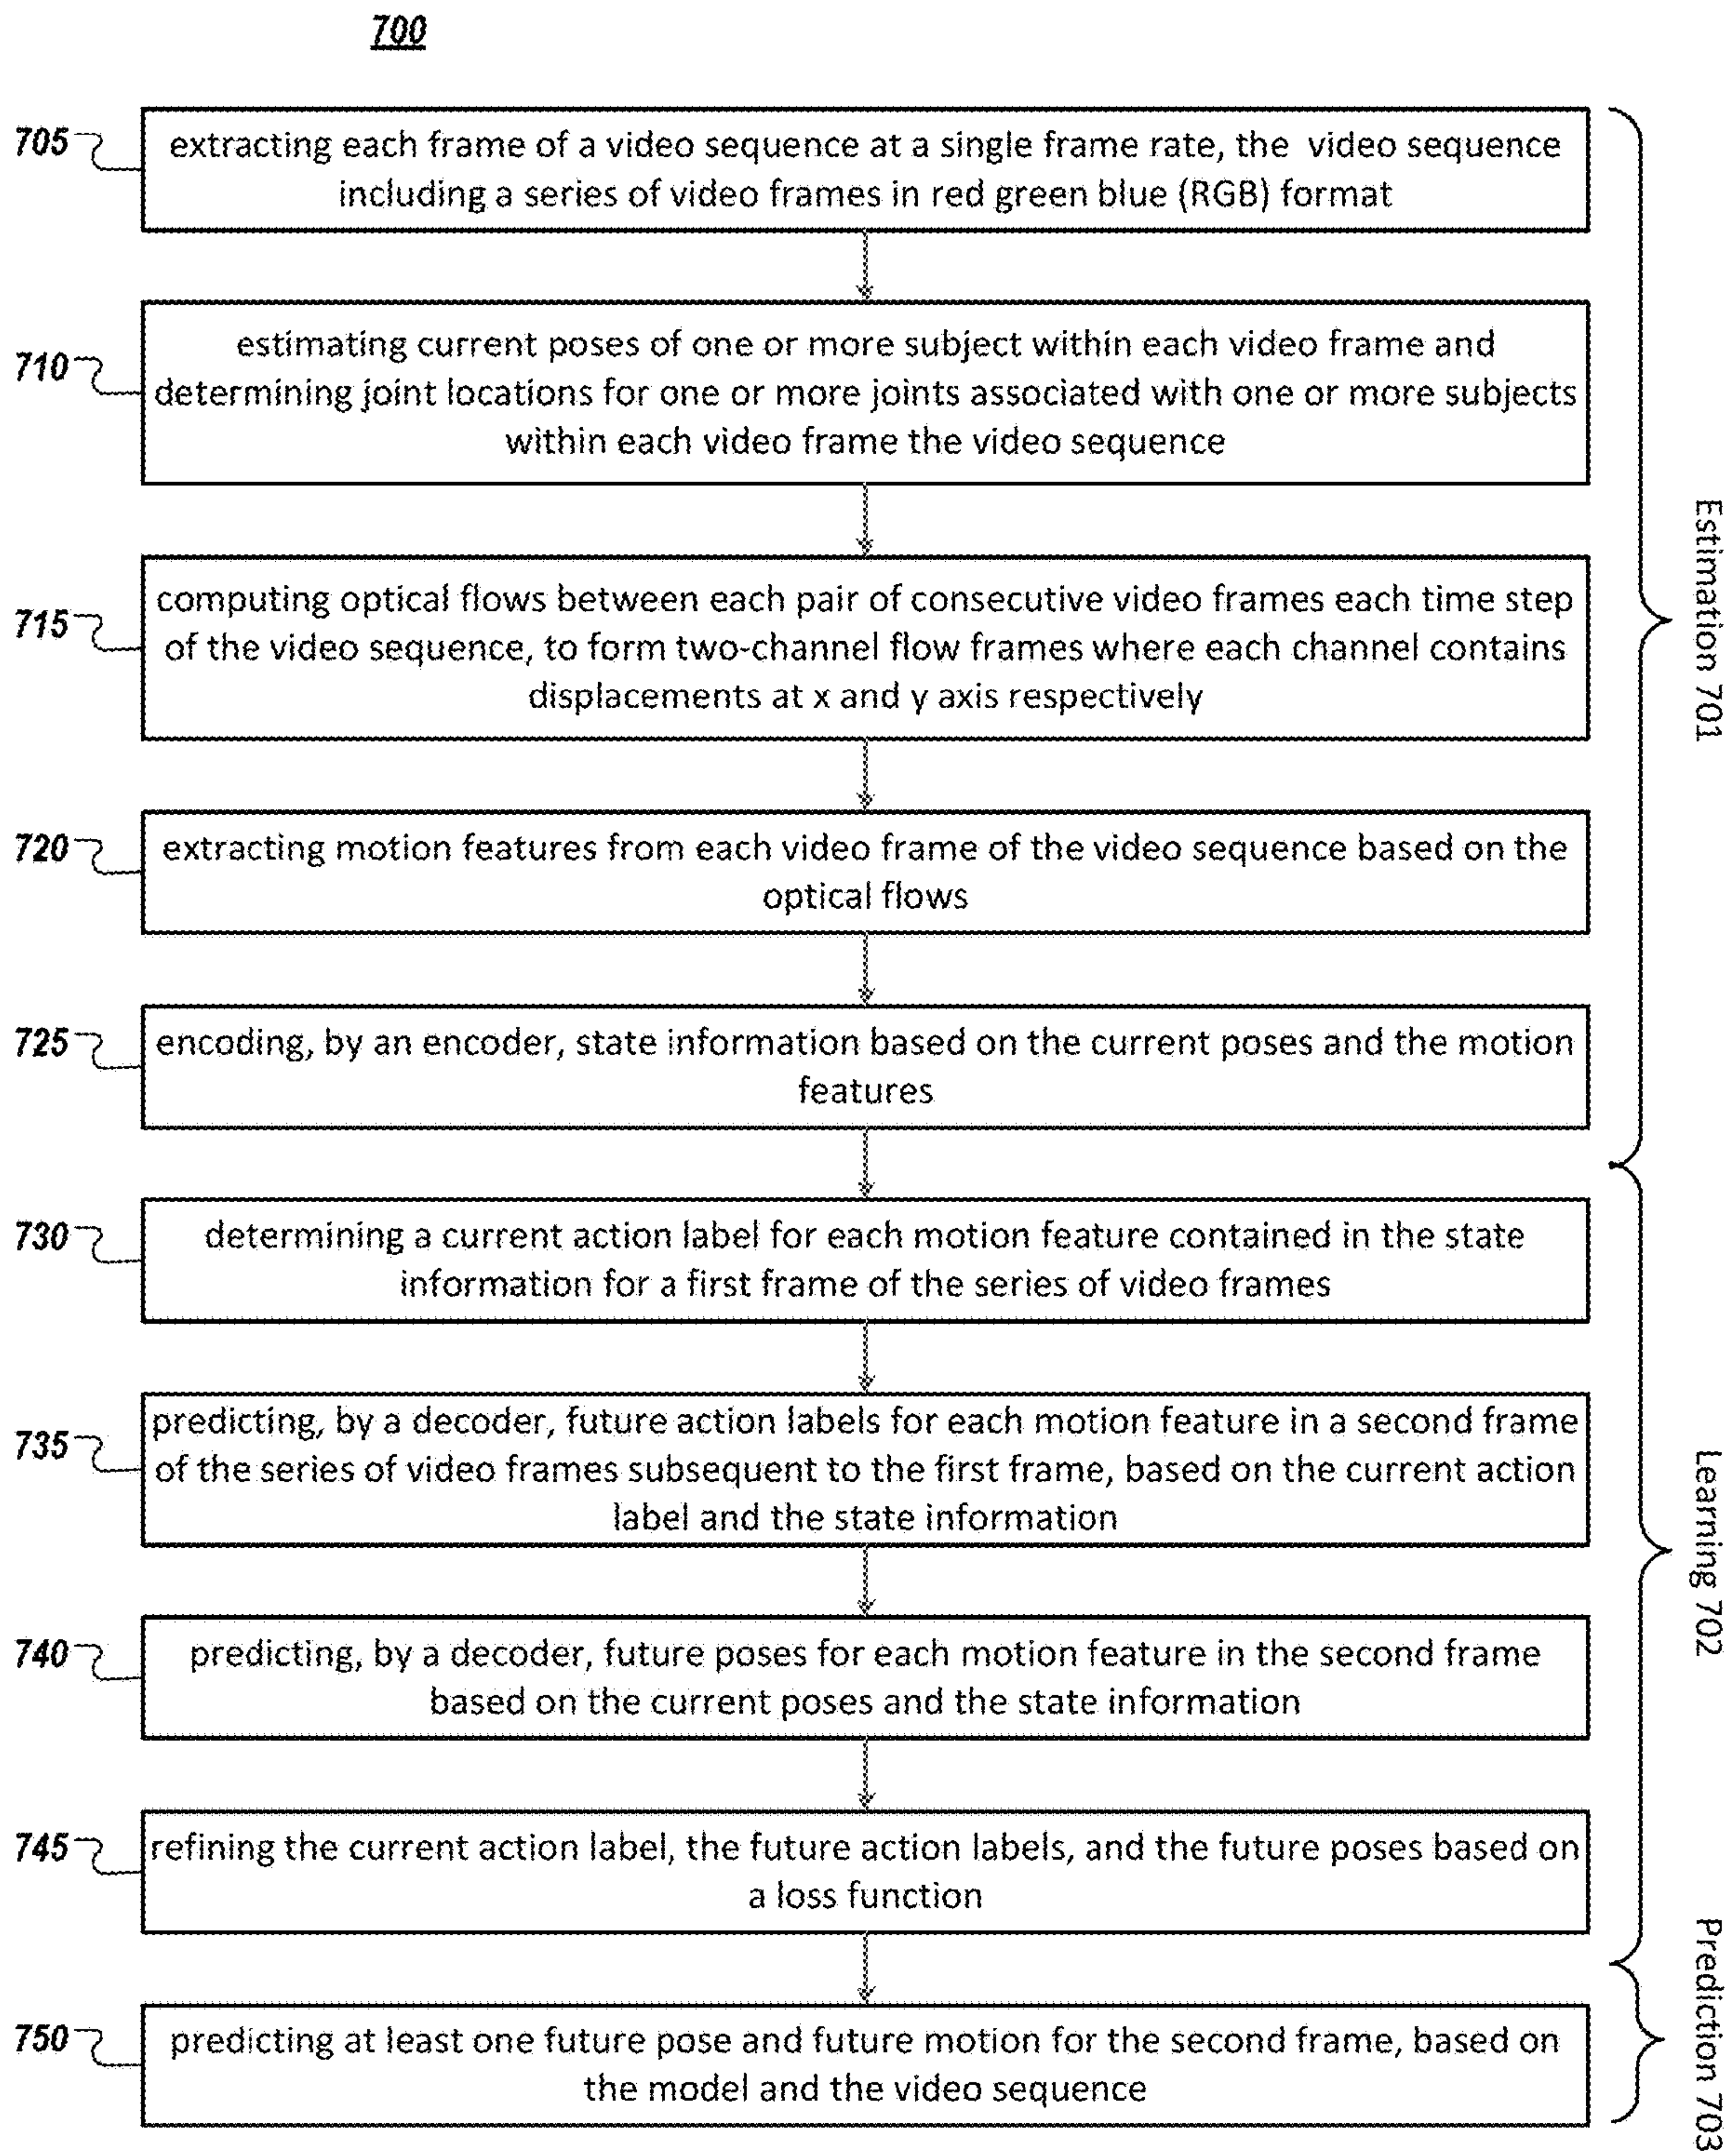 700
705
extracting each frame of a video sequence at a single frame rate, the video sequence
including a series of video frames in red green blue (RGB) format
710
estimating current poses of one or more subject within each video frame and
determining joint locations for one or more joints associated with one or more subjects
within each video frame the video sequence
715
computing optical flows between each pair of consecutive video frames each time step
of the video sequence, to form two-channel flow frames where each channel contains
displacements at x and y axis respectively
720
extracting motion features from each video frame of the video sequence based on the
optical flows
725
encoding, by an encoder, state information based on the current poses and the motion
features
Estimation 701
730
determining a current action label for each motion feature contained in the state
information for a first frame of the series of video frames
735
predicting, by a decoder, future action labels for each motion feature in a second frame
of the series of video frames subsequent to the first frame, based on the current action
label and the state information
740
predicting, by a decoder, future poses for each motion feature in the second frame
based on the current poses and the state information
745
refining the current action label, the future action labels, and the future poses based on
a loss function
Learning 702
750
predicting at least one future pose and future motion for the second frame, based on
the model and the video sequence
Prediction 703